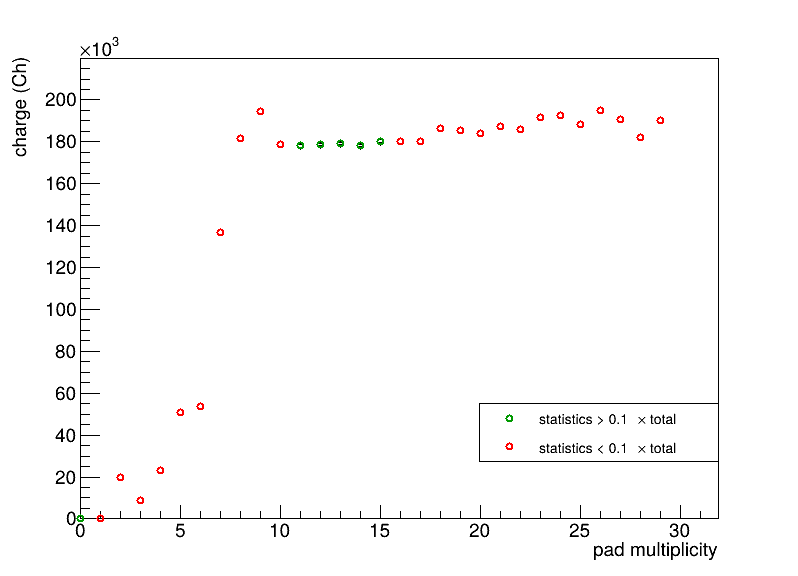 ×10³
charge (Ch)
200
180
160
140
120
100
80
60
40
20
0
statistics > 0.1 × total
statistics < 0.1 × total
0 5 10 15 20 25 30
pad multiplicity